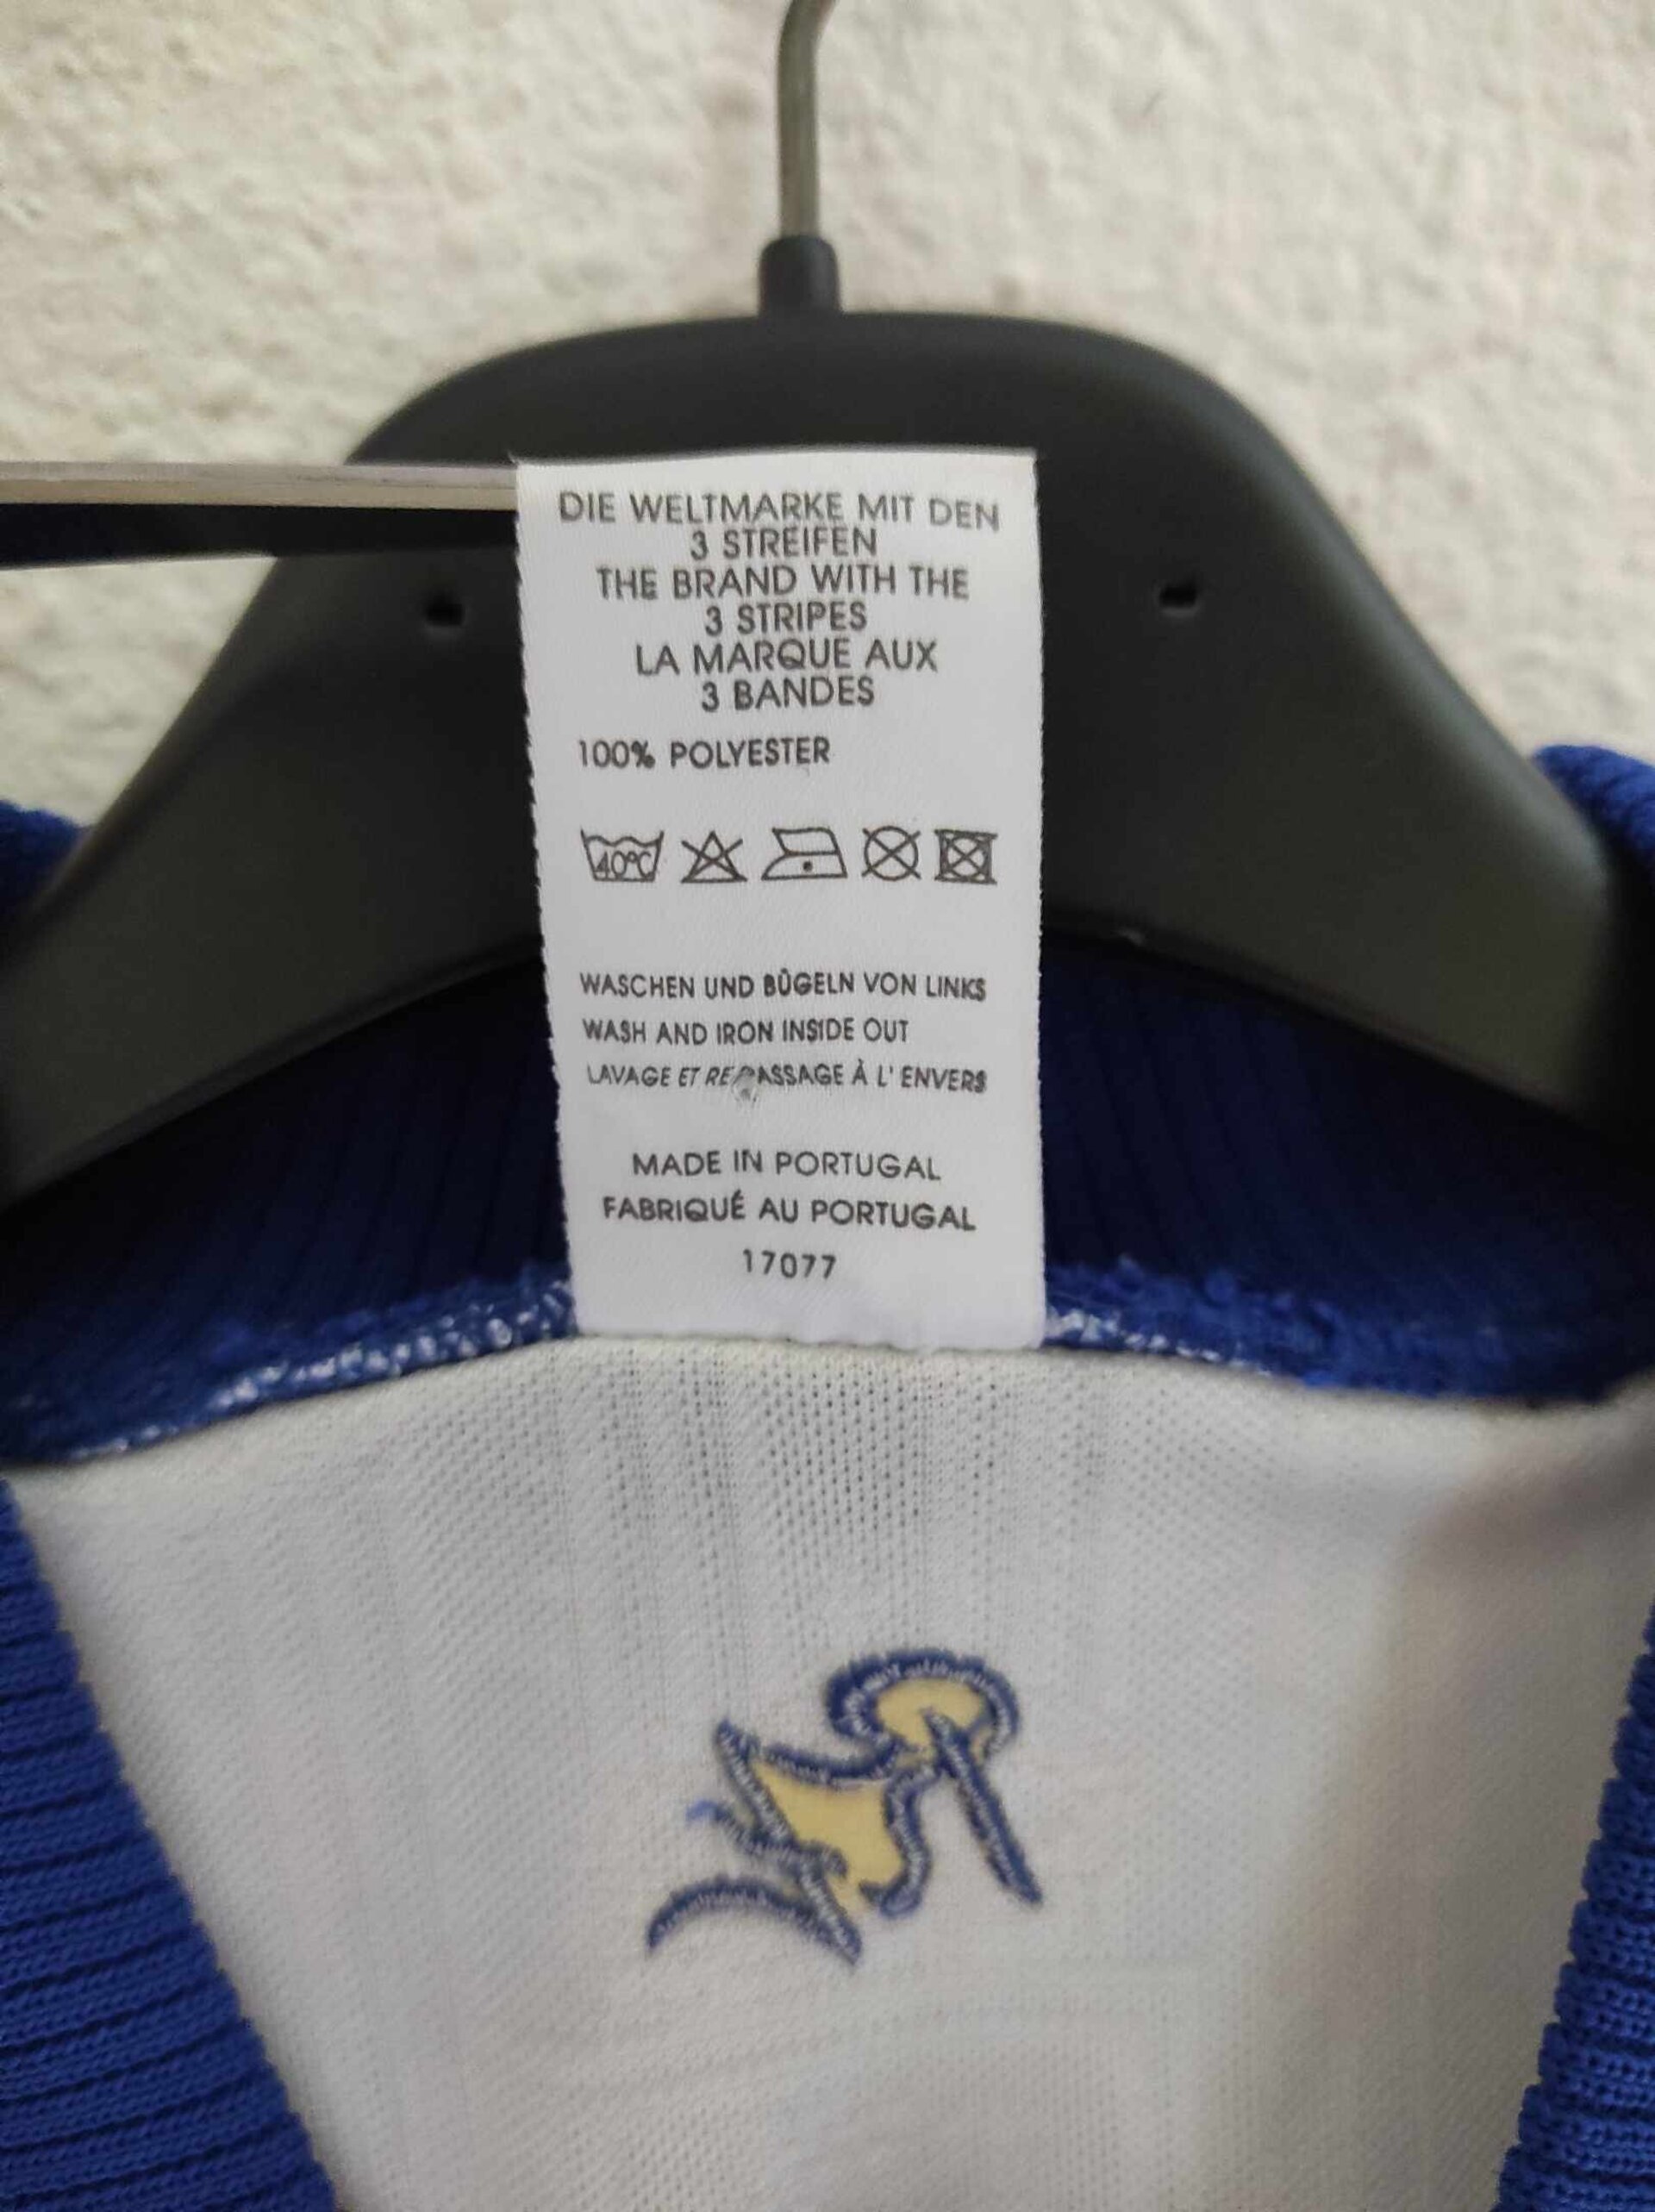 DIE WELTMARKE MIT DEN
3 STREIFEN
THE BRAND WITH THE
3 STRIPES
LA MARQUE AUX
3 BANDES
100% POLYESTER
40°C
WASCHEN UND BÜGELN VON LINKS
WASH AND IRON INSIDE OUT
LAVAGE ET REPASSAGE À L' ENVERS
MADE IN PORTUGAL
FABRIQUÉ AU PORTUGAL
17077